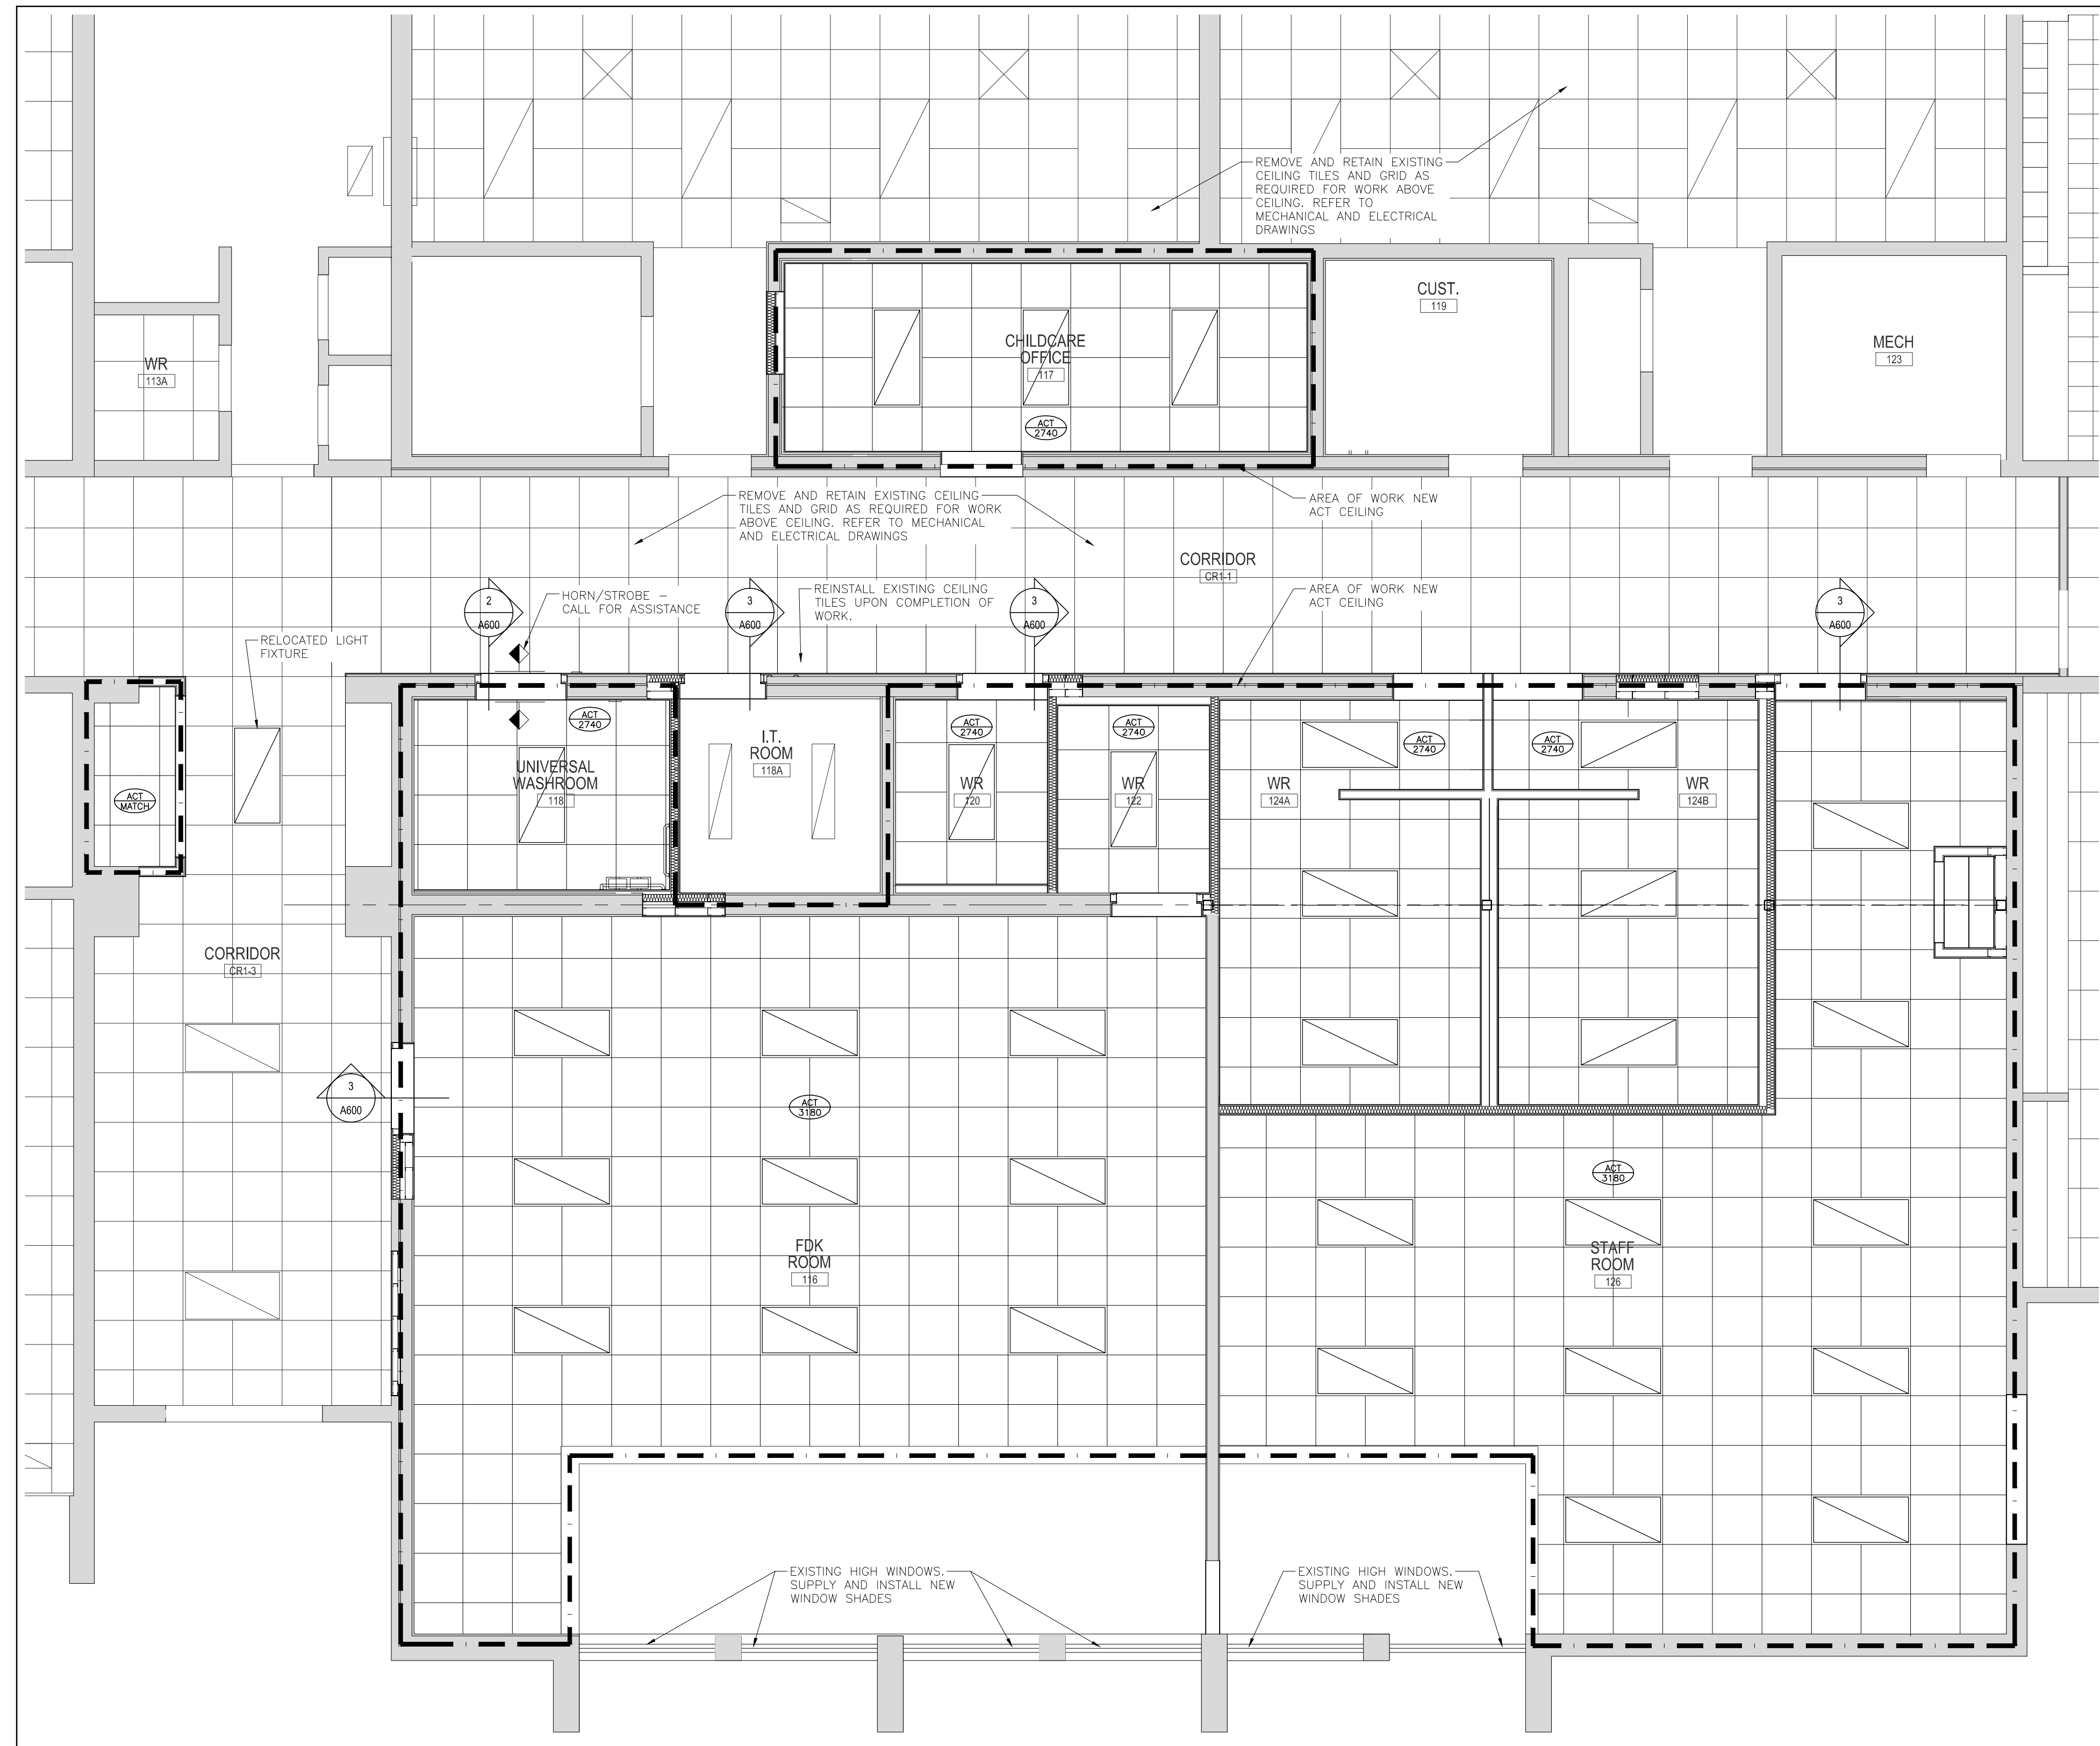 REMOVE AND RETAIN EXISTING
CEILING TILES AND GRID AS
REQUIRED FOR WORK ABOVE
CEILING. REFER TO
MECHANICAL AND ELECTRICAL
DRAWINGS
CUST.
119
CHILDCARE
OFFICE
117
ACT
2740
MECH
123
WR
113A
REMOVE AND RETAIN EXISTING CEILING
TILES AND GRID AS REQUIRED FOR WORK
ABOVE CEILING. REFER TO MECHANICAL
AND ELECTRICAL DRAWINGS
AREA OF WORK NEW
ACT CEILING
CORRIDOR
CR1-1
2
A600
HORN/STROBE –
CALL FOR ASSISTANCE
3
A600
REINSTALL EXISTING CEILING
TILES UPON COMPLETION OF
WORK.
3
A600
AREA OF WORK NEW
ACT CEILING
3
A600
RELOCATED LIGHT
FIXTURE
ACT
MATCH
ACT
2740
UNIVERSAL
WASHROOM
118
I.T.
ROOM
118A
ACT
2740
WR
120
ACT
2740
WR
122
ACT
2740
WR
124A
ACT
2740
WR
124B
CORRIDOR
CR1-3
3
A600
ACT
3180
FDK
ROOM
116
ACT
3180
STAFF
ROOM
126
EXISTING HIGH WINDOWS.
SUPPLY AND INSTALL NEW
WINDOW SHADES
EXISTING HIGH WINDOWS.
SUPPLY AND INSTALL NEW
WINDOW SHADES